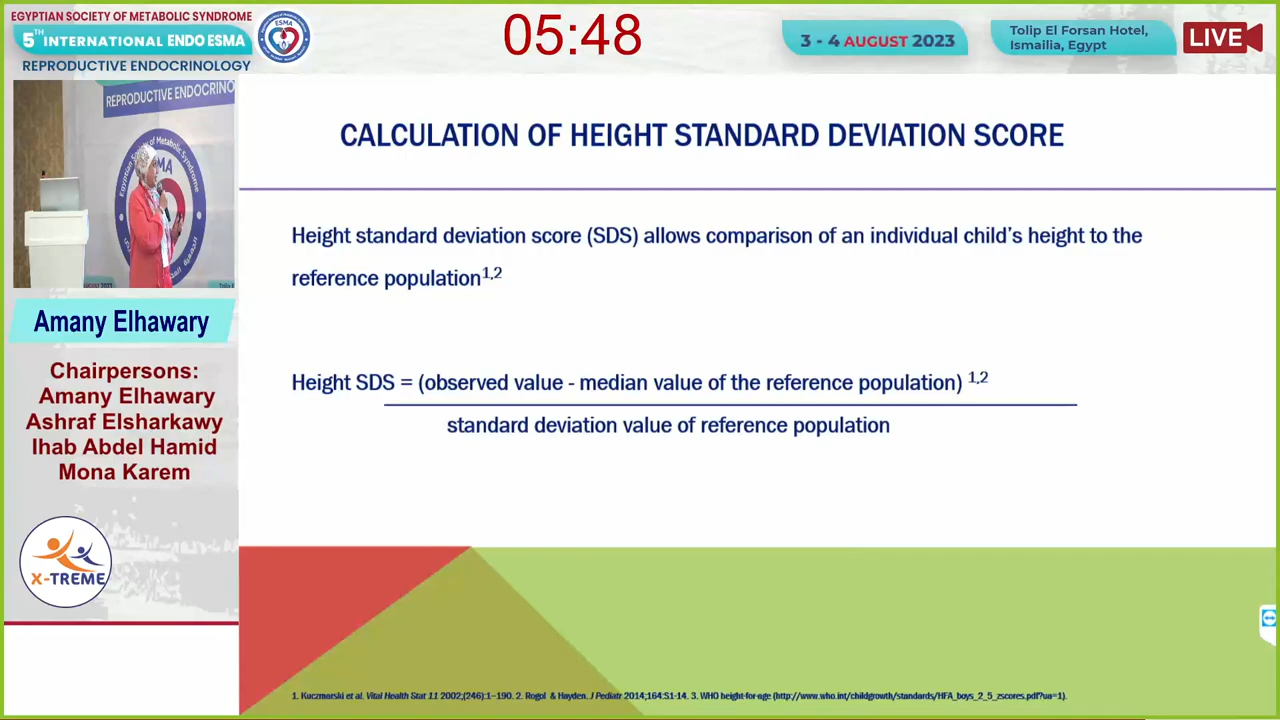 EGYPTIAN SOCIETY OF METABOLIC SYNDROME
5TH INTERNATIONAL ENDO ESMA
REPRODUCTIVE ENDOCRINOLOGY
ESMA
05:48
3 - 4 AUGUST 2023
Tolip El Forsan Hotel,
Ismailia, Egypt
LIVE
REPRODUCTIVE ENDOCRINO
Egyptian Society of Metabolic Syndrome
Amany Elhawary
Chairpersons:
Amany Elhawary
Ashraf Elsharkawy
Ihab Abdel Hamid
Mona Karem
X-TREME
CALCULATION OF HEIGHT STANDARD DEVIATION SCORE
Height standard deviation score (SDS) allows comparison of an individual child's height to the
reference population1,2
Height SDS = (observed value - median value of the reference population) 1,2
standard deviation value of reference population
1. Kuczmarski et al. Vital Health Stat 11 2002;(246):1–190. 2. Rogol & Hayden. J Pediatr 2014;164:S1-14. 3. WHO height-for-age (http://www.who.int/childgrowth/standards/HFA_boys_2_5_zscores.pdf?ua=1).